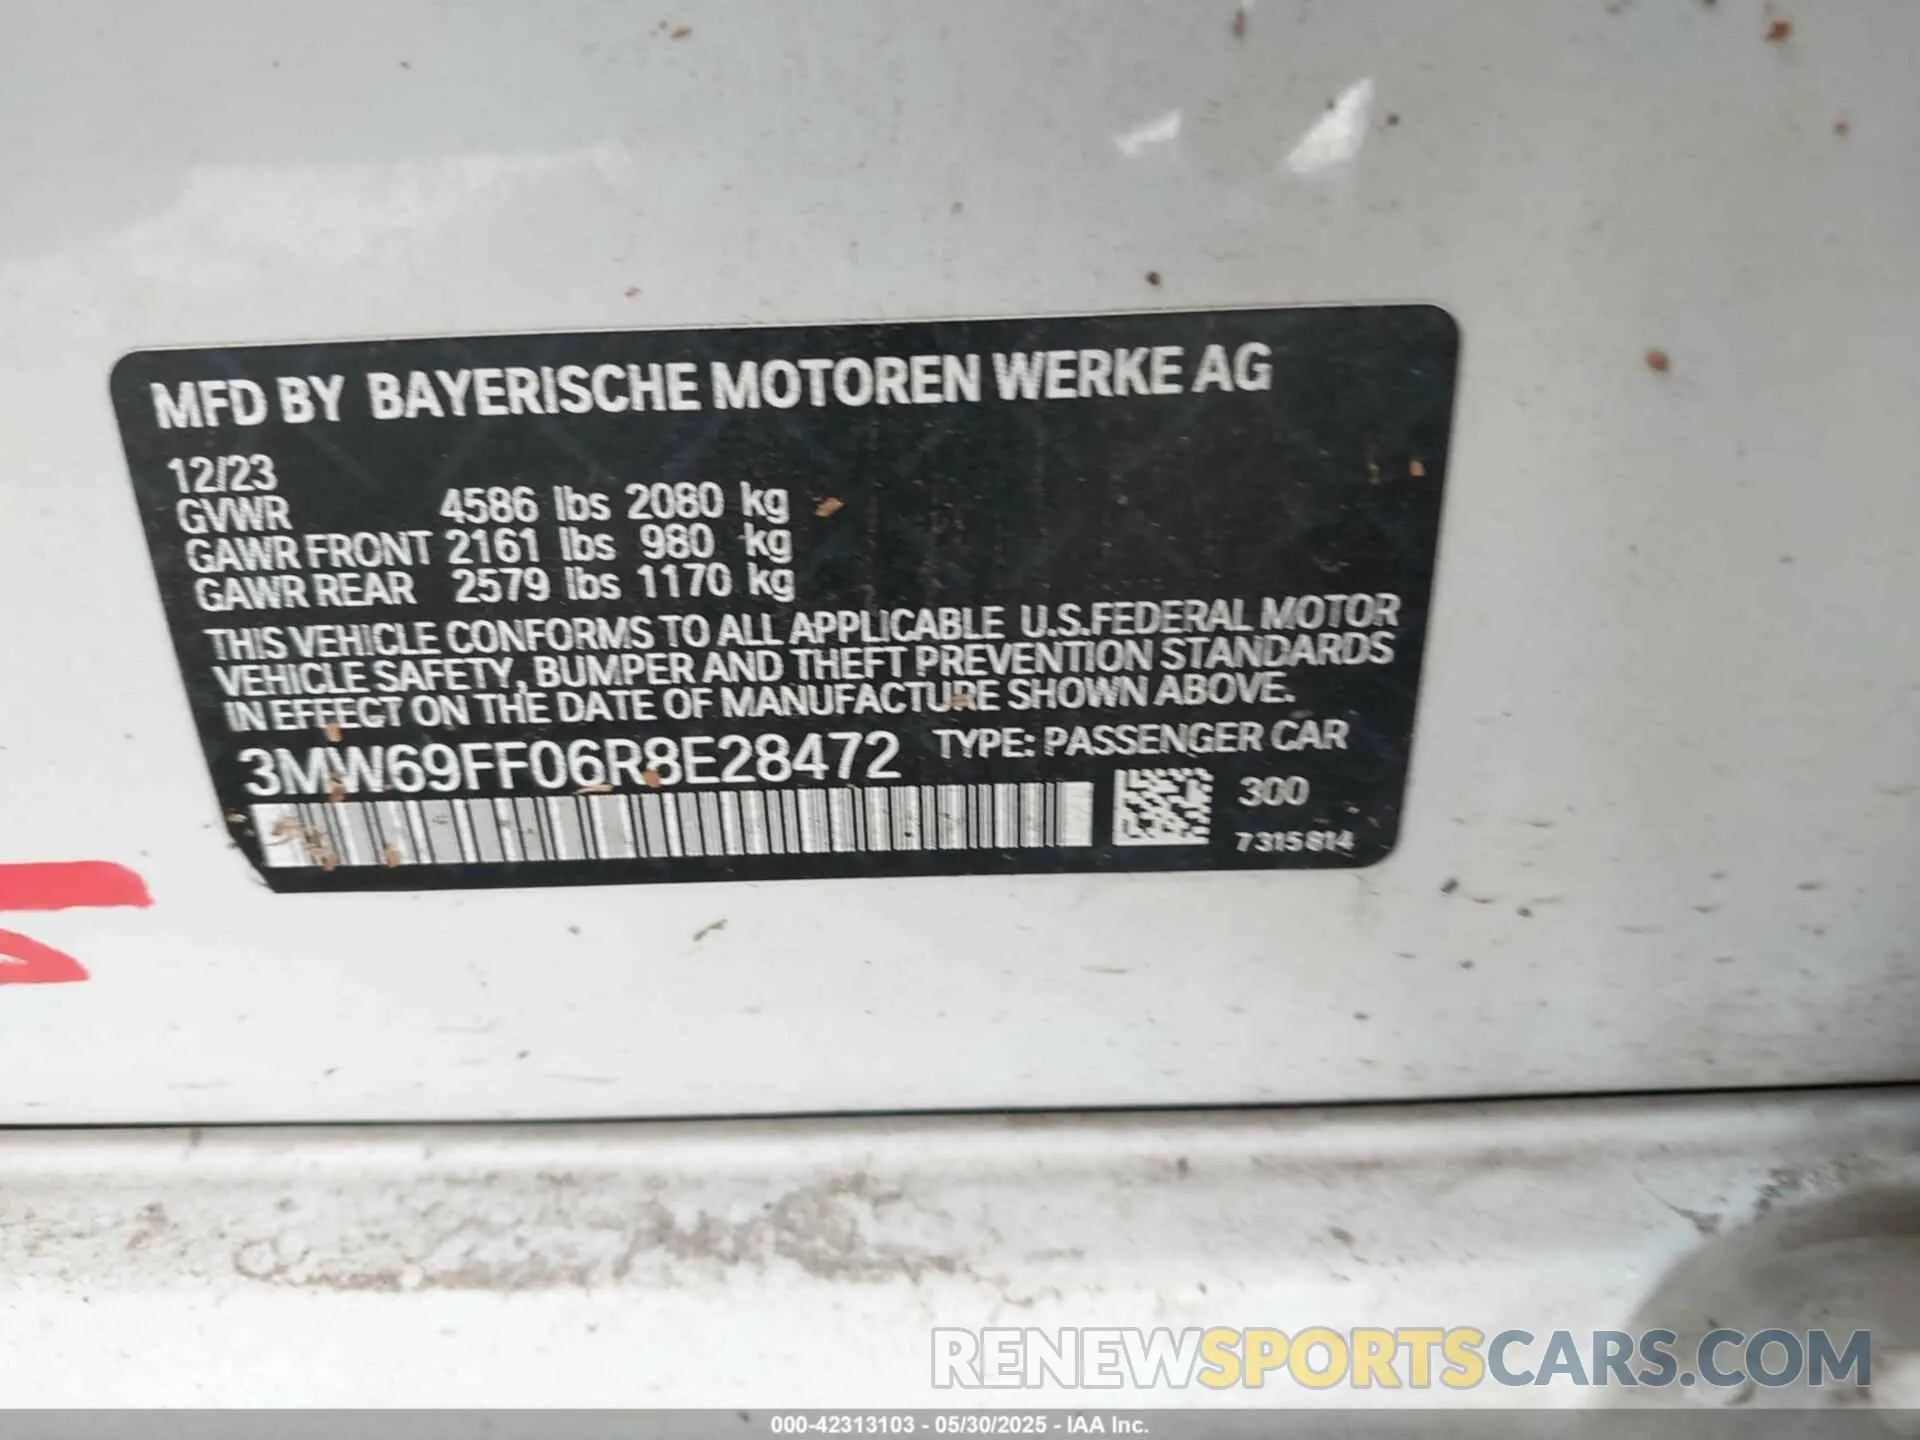 MFD BY BAYERISCHE MOTOREN WERKE AG
12/23
GVWR 4586 lbs 2080 kg
GAWR FRONT 2161 lbs 980 kg
GAWR REAR 2579 lbs 1170 kg
THIS VEHICLE CONFORMS TO ALL APPLICABLE U.S.FEDERAL MOTOR
VEHICLE SAFETY, BUMPER AND THEFT PREVENTION STANDARDS
IN EFFECT ON THE DATE OF MANUFACTURE SHOWN ABOVE.
3MW69FF06R8E28472 TYPE: PASSENGER CAR
300
7315814
RENEWSPORTSCARS.COM
000-42313103 - 05/30/2025 - IAA Inc.